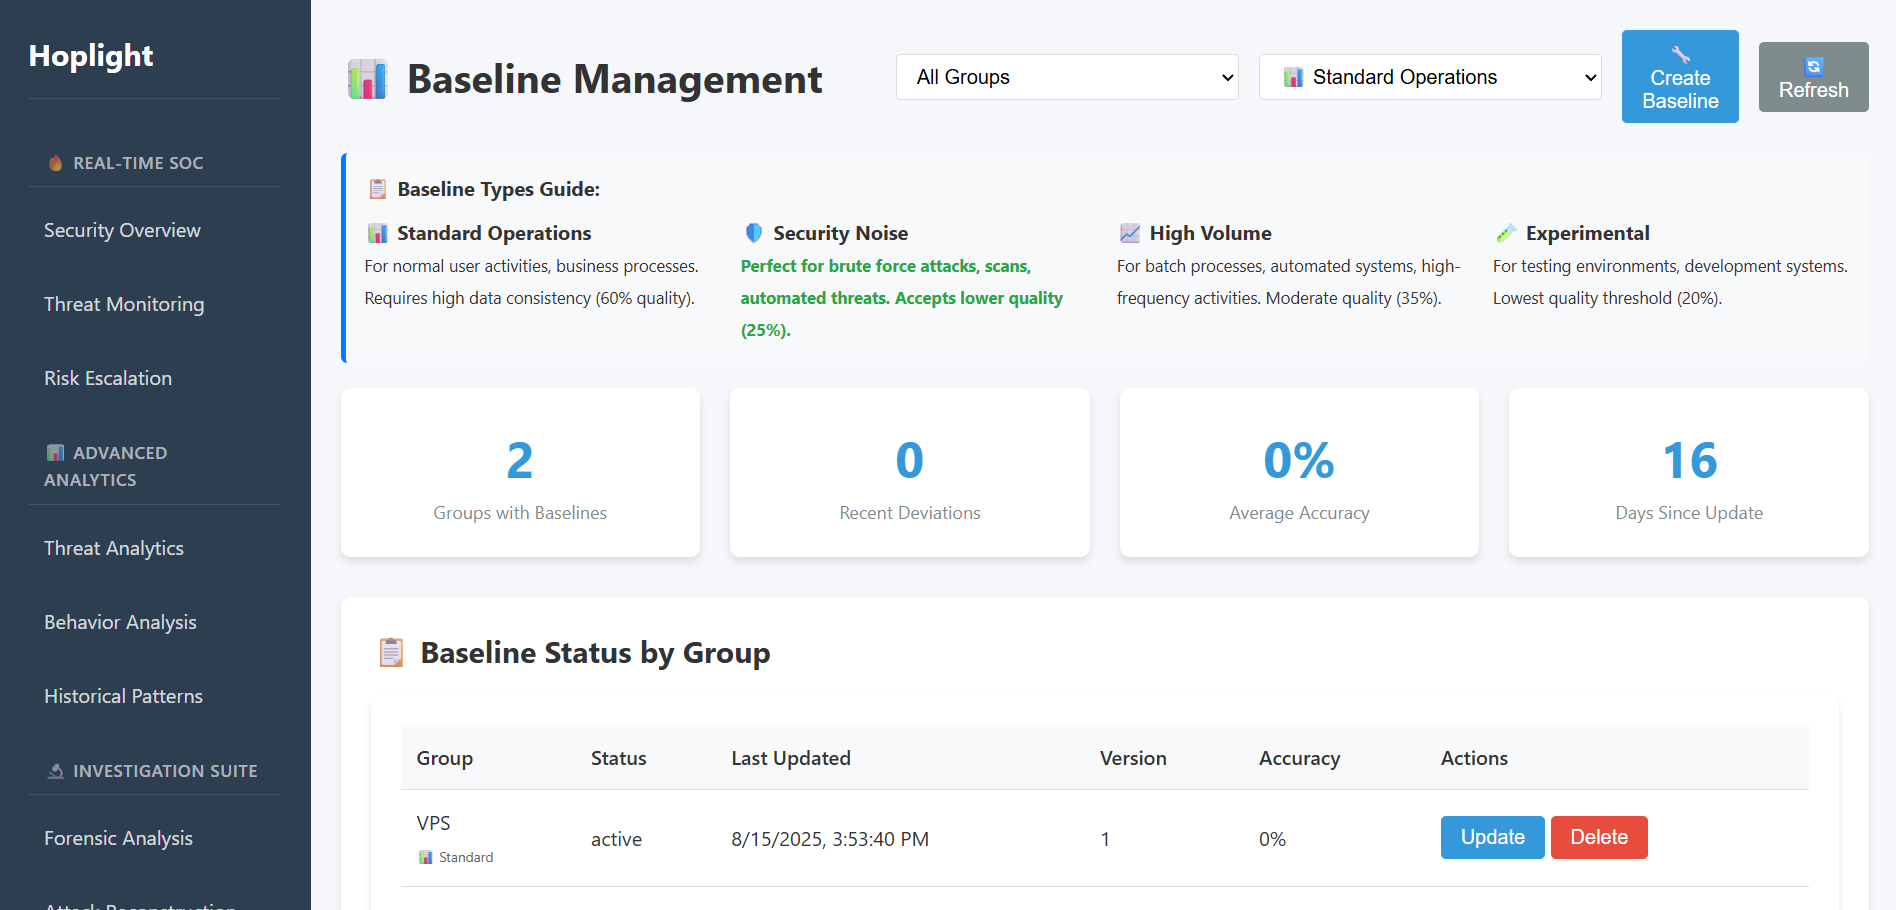 Hoplight
REAL-TIME SOC
Security Overview
Threat Monitoring
Risk Escalation
ADVANCED
ANALYTICS
Threat Analytics
Behavior Analysis
Historical Patterns
INVESTIGATION SUITE
Forensic Analysis
Attack Reconstruction
Baseline Management
All Groups
Standard Operations
Create
Baseline
Refresh
Baseline Types Guide:
Standard Operations
For normal user activities, business processes.
Requires high data consistency (60% quality).
Security Noise
Perfect for brute force attacks, scans,
automated threats. Accepts lower quality
(25%).
High Volume
For batch processes, automated systems, high-
frequency activities. Moderate quality (35%).
Experimental
For testing environments, development systems.
Lowest quality threshold (20%).
2
Groups with Baselines
0
Recent Deviations
0%
Average Accuracy
16
Days Since Update
Baseline Status by Group
Group Status Last Updated Version Accuracy Actions
VPS
Standard
active 8/15/2025, 3:53:40 PM 1 0% Update Delete